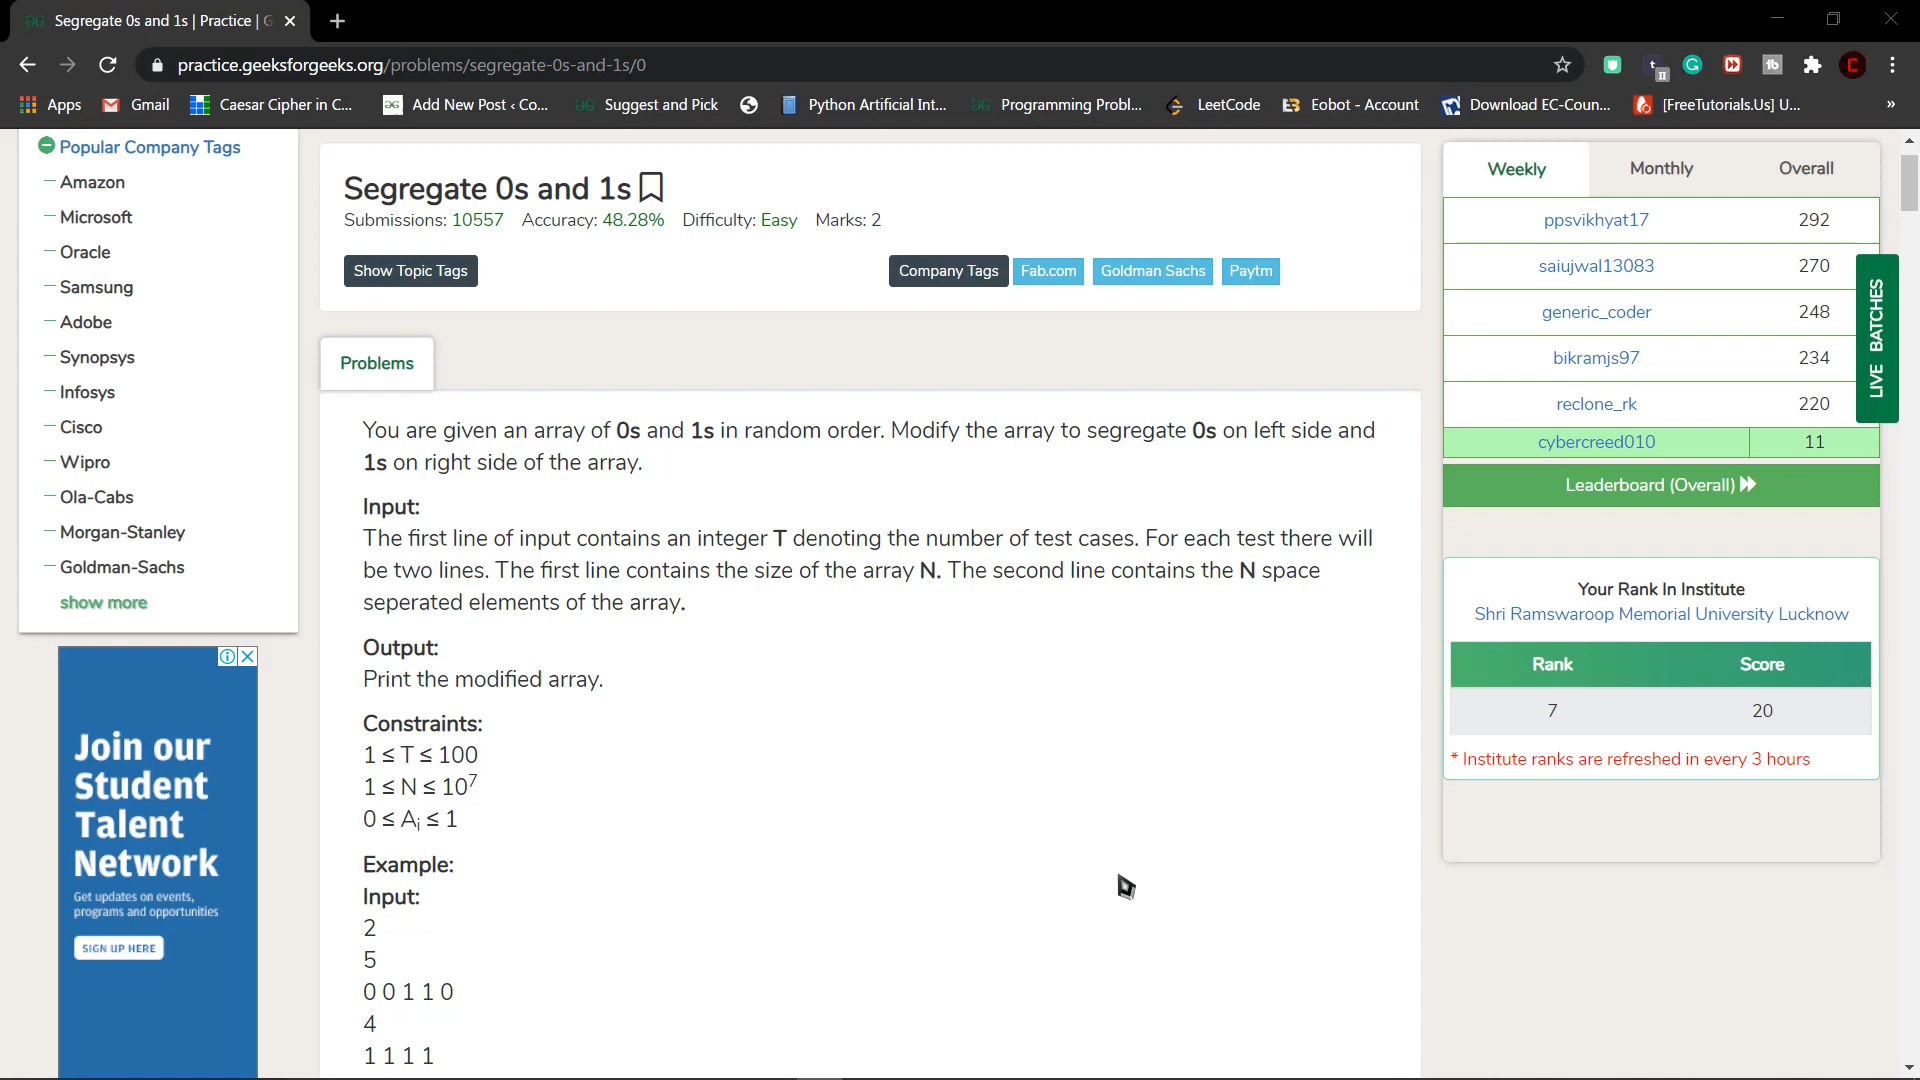 Segregate 0s and 1s | Practice | G
practice.geeksforgeeks.org/problems/segregate-0s-and-1s/0
Apps Gmail Caesar Cipher in C... Add New Post ‹ Co... Suggest and Pick Python Artificial Int... Programming Probl... LeetCode Eobot - Account Download EC-Coun... [FreeTutorials.Us] U... »
Popular Company Tags
Amazon
Microsoft
Oracle
Samsung
Adobe
Synopsys
Infosys
Cisco
Wipro
Ola-Cabs
Morgan-Stanley
Goldman-Sachs
show more
Join our
Student
Talent
Network
Get updates on events,
programs and opportunities
SIGN UP HERE
Segregate 0s and 1s
Submissions: 10557 Accuracy: 48.28% Difficulty: Easy Marks: 2
Show Topic Tags Company Tags Fab.com Goldman Sachs Paytm
Problems
You are given an array of 0s and 1s in random order. Modify the array to segregate 0s on left side and
1s on right side of the array.
Input:
The first line of input contains an integer T denoting the number of test cases. For each test there will
be two lines. The first line contains the size of the array N. The second line contains the N space
seperated elements of the array.
Output:
Print the modified array.
Constraints:
1 ≤ T ≤ 100
1 ≤ N ≤ 10⁷
0 ≤ Aᵢ ≤ 1
Example:
Input:
2
5
0 0 1 1 0
4
1 1 1 1
Weekly Monthly Overall
ppsvikhyat17 292
saiujwal13083 270
generic_coder 248
bikramjs97 234
reclone_rk 220
cybercreed010 11
Leaderboard (Overall)
LIVE BATCHES
Your Rank In Institute
Shri Ramswaroop Memorial University Lucknow
Rank Score
7 20
* Institute ranks are refreshed in every 3 hours